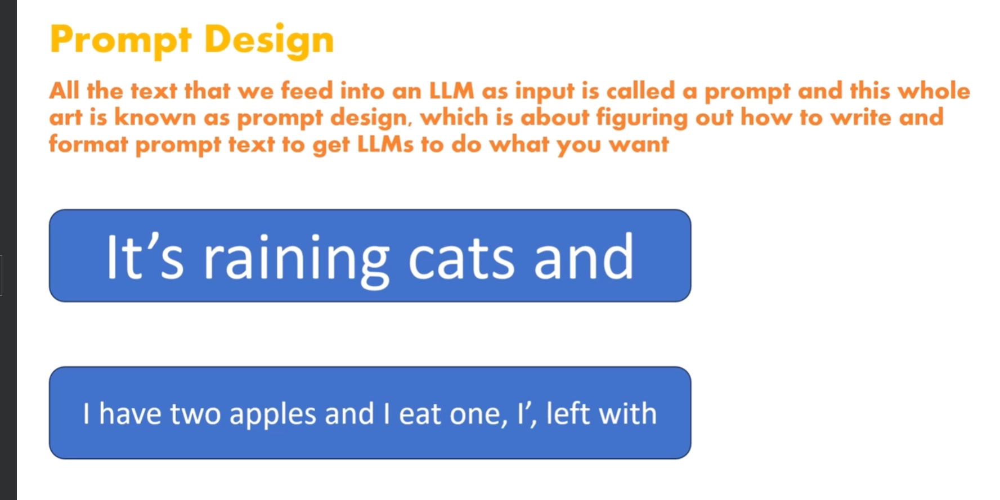 Prompt Design
All the text that we feed into an LLM as input is called a prompt and this whole
art is known as prompt design, which is about figuring out how to write and
format prompt text to get LLMs to do what you want
It’s raining cats and
I have two apples and I eat one, I’, left with